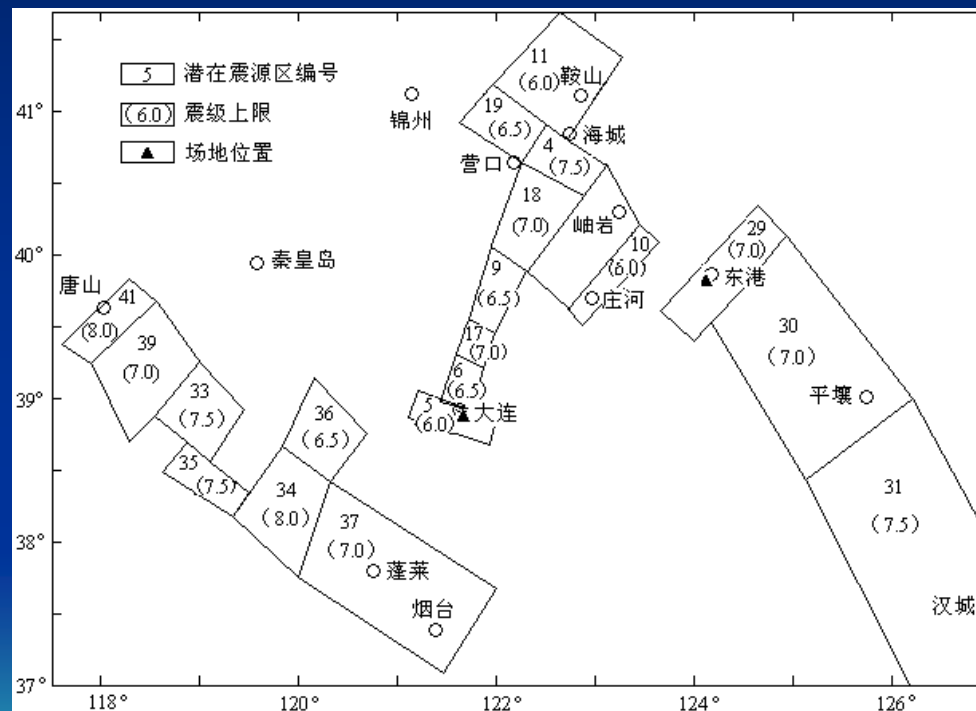 5 潜在震源区编号
(6.0) 震级上限
▲ 场地位置
41°
40°
39°
38°
37°
118°
120°
122°
124°
126°
11
(6.0)
鞍山
锦州
19
(6.5)
海城
4
(7.5)
营口
18
(7.0)
岫岩
10
(6.0)
庄河
秦皇岛
9
(6.5)
17
(7.0)
6
(6.5)
5
(6.0)
大连
唐山
41
(8.0)
39
(7.0)
33
(7.5)
35
(7.5)
36
(6.5)
34
(8.0)
37
(7.0)
蓬莱
烟台
29
(7.0)
东港
30
(7.0)
平壤
31
(7.5)
汉城